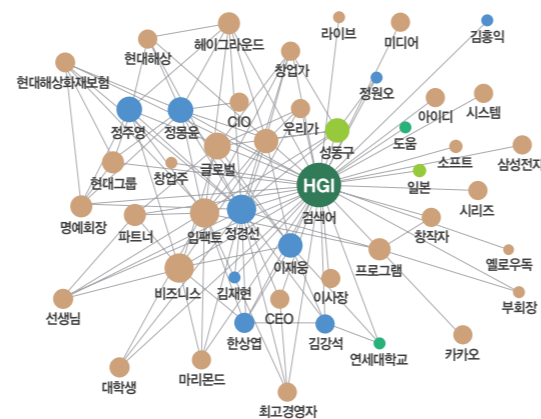 헤이그라운드
라이브
미디어
김홍익
현대해상
창업가
현대해상화재보험
정원오
아이디
시스템
정주영
정몽윤
CIO
우리가
성동구
도움
소프트
삼성전자
글로벌
현대그룹
창업주
HGI
검색어
일본
시리즈
명예회장
파트너
임팩트
정경선
창작자
이재웅
프로그램
옐로우독
비즈니스
김재현
이사장
부회장
선생님
CEO
한상엽
김강석
연세대학교
카카오
대학생
마리몬드
최고경영자